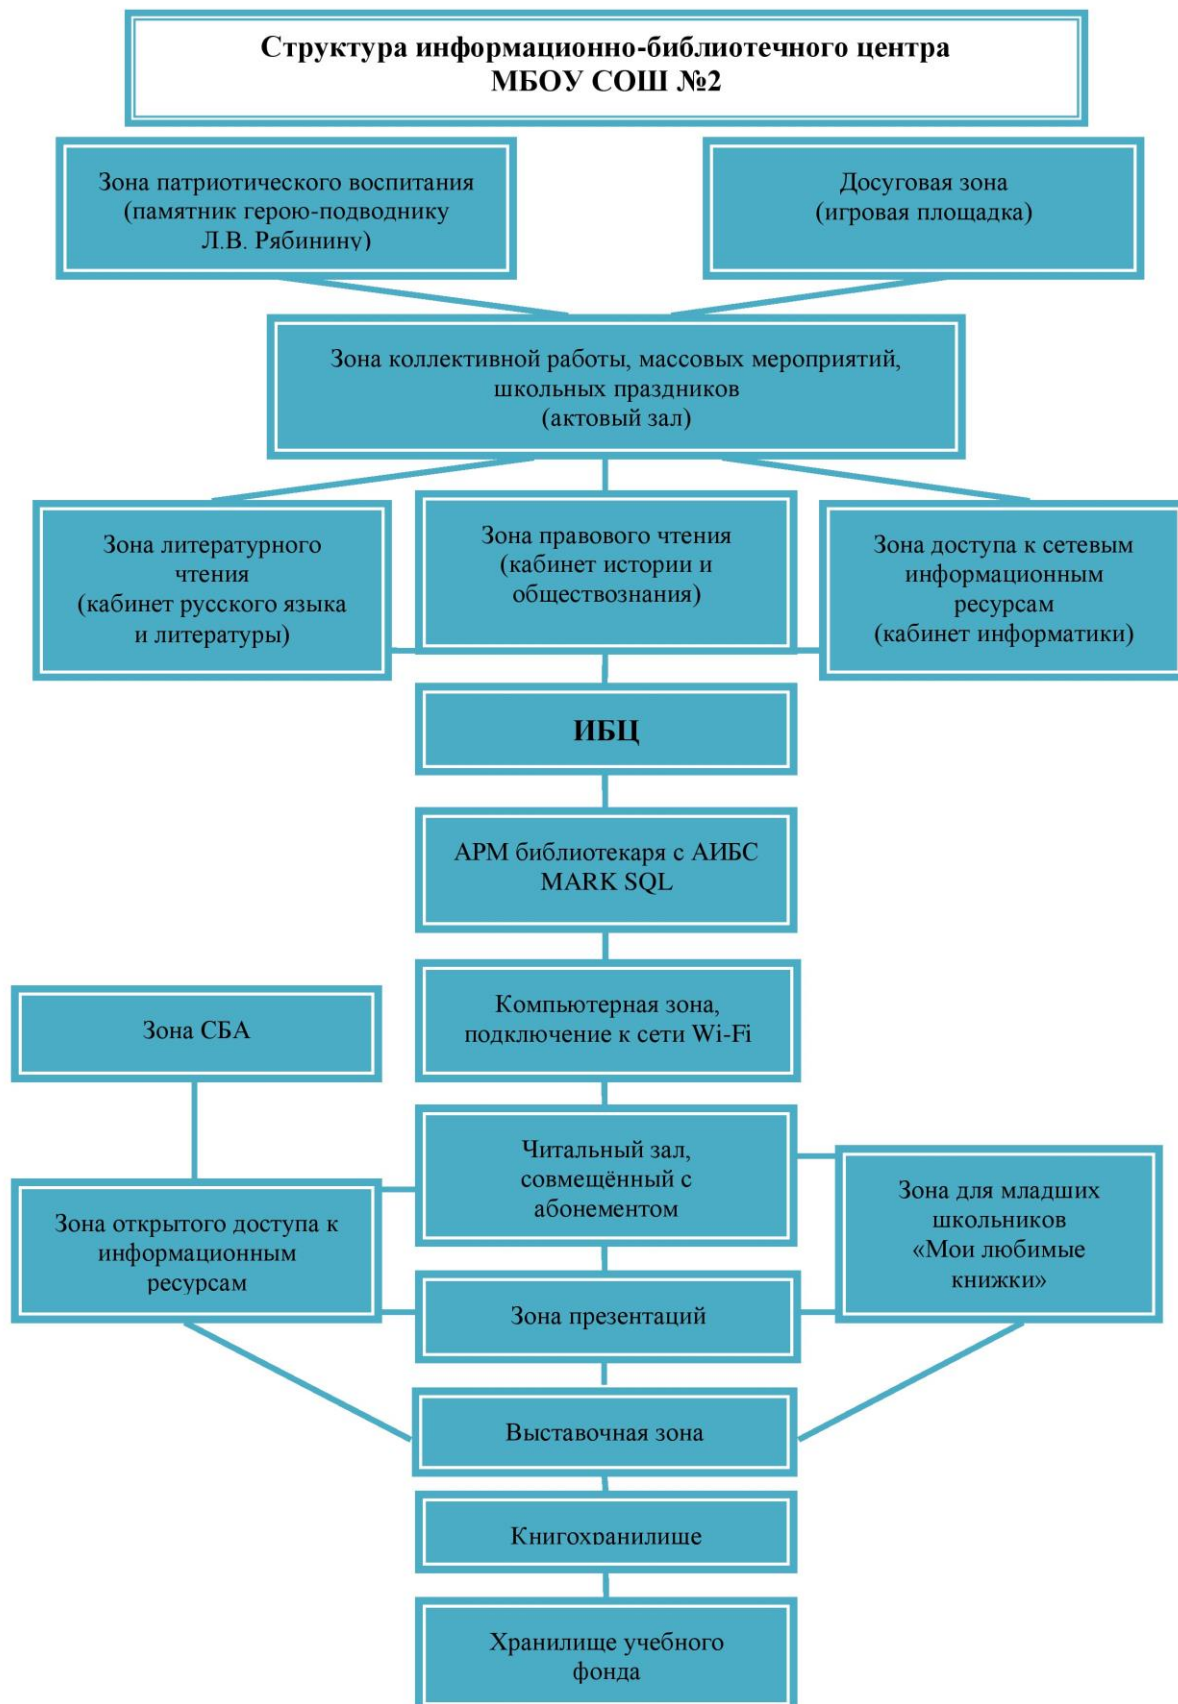 Структура информационно-библиотечного центра
МБОУ СОШ №2
Зона патриотического воспитания
(памятник герою-подводнику
Л.В. Рябинину)
Досуговая зона
(игровая площадка)
Зона коллективной работы, массовых мероприятий,
школьных праздников
(актовый зал)
Зона литературного
чтения
(кабинет русского языка
и литературы)
Зона правового чтения
(кабинет истории и
обществознания)
Зона доступа к сетевым
информационным
ресурсам
(кабинет информатики)
ИБЦ
АРМ библиотекаря с АИБС
MARK SQL
Компьютерная зона,
подключение к сети Wi-Fi
Зона СБА
Читальный зал,
совмещённый с
абонементом
Зона открытого доступа к
информационным
ресурсам
Зона для младших
школьников
«Мои любимые
книжки»
Зона презентаций
Выставочная зона
Книгохранилище
Хранилище учебного
фонда